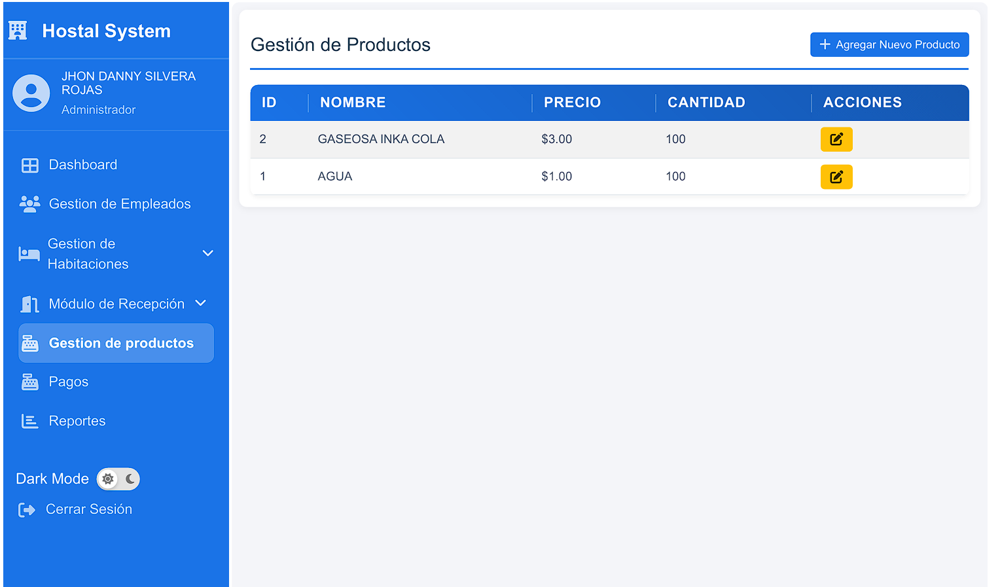 Hostal System
JHON DANNY SILVERA
ROJAS
Administrador
Dashboard
Gestion de Empleados
Gestion de
Habitaciones
Módulo de Recepción
Gestion de productos
Pagos
Reportes
Dark Mode
Cerrar Sesión
Gestión de Productos
Agregar Nuevo Producto
ID NOMBRE PRECIO CANTIDAD ACCIONES
2 GASEOSA INKA COLA $3.00 100
1 AGUA $1.00 100